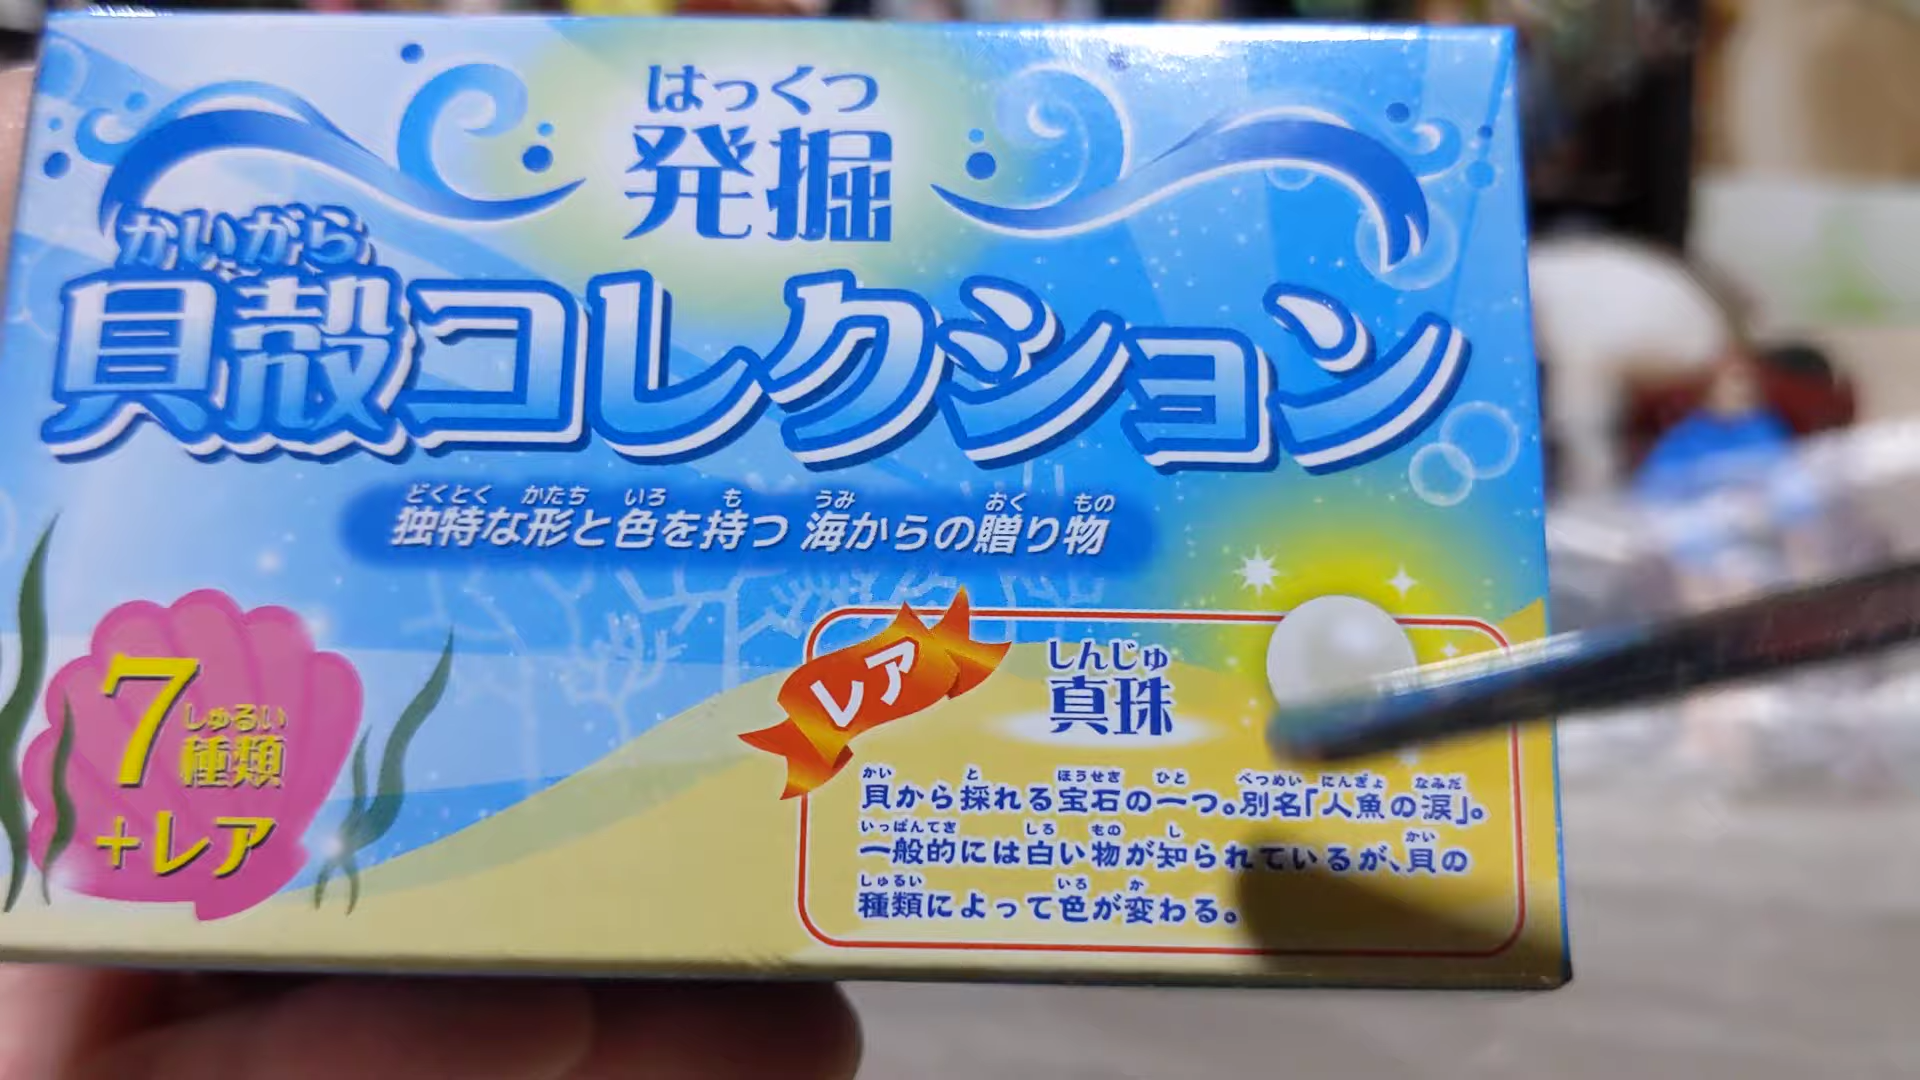 はっくつ
発掘
かいがら
貝殻コレクション
どくとく かたち いろ も うみ おく もの
独特な形と色を持つ 海からの贈り物
7種類
しゅるい
+レア
レア
しんじゅ
真珠
かい と ほうせき ひと べつめい にんぎょ なみだ
貝から採れる宝石の一つ。別名「人魚の涙」。
いっぱんてき しろ もの し かい
一般的には白い物が知られているが、貝の
しゅるい いろ か
種類によって色が変わる。